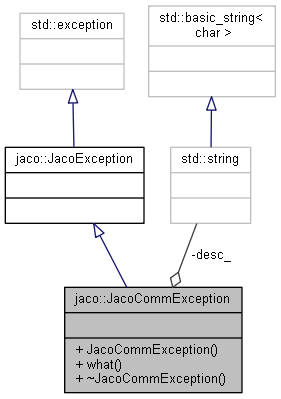 std::exception
std::basic_string<
char >
jaco::JacoException
std::string
-desc_
jaco::JacoCommException
+ JacoCommException()
+ what()
+ ~JacoCommException()